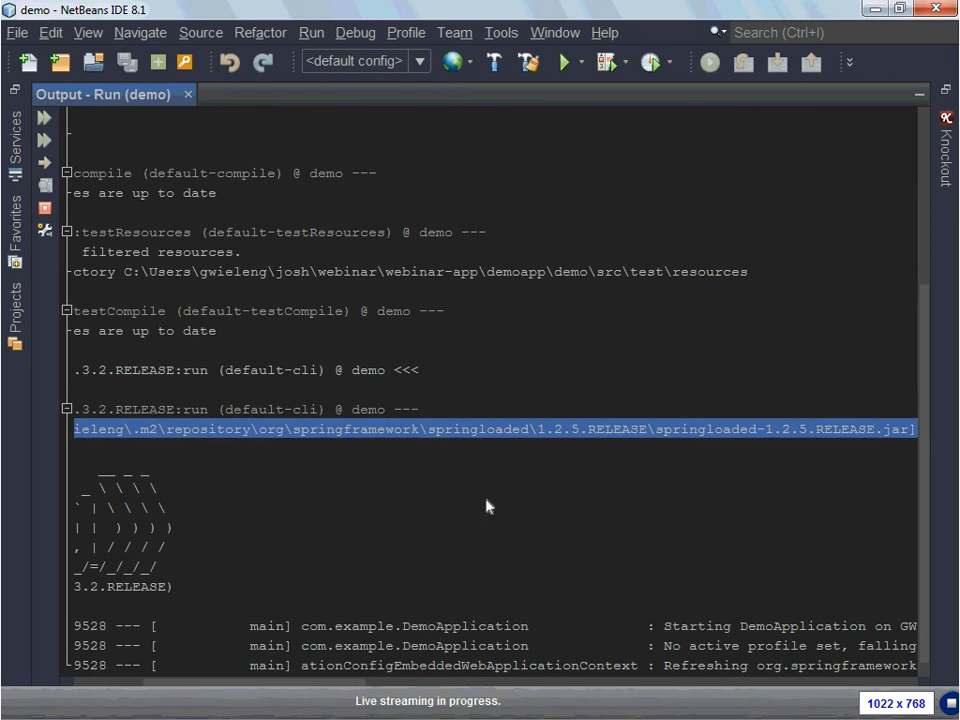 demo - NetBeans IDE 8.1
File Edit View Navigate Source Refactor Run Debug Profile Team Tools Window Help Search (Ctrl+I)
<default config>
Output - Run (demo) ×
Services
Favorites
Projects
Knockout
-
compile (default-compile) @ demo ---
es are up to date
:testResources (default-testResources) @ demo ---
filtered resources.
ctory C:\Users\gwieleng\josh\webinar\webinar-app\demoapp\demo\src\test\resources
testCompile (default-testCompile) @ demo ---
es are up to date
.3.2.RELEASE:run (default-cli) @ demo <<<
.3.2.RELEASE:run (default-cli) @ demo ---
ieleng\.m2\repository\org\springframework\springloaded\1.2.5.RELEASE\springloaded-1.2.5.RELEASE.jar]
__ _ _
_ \ \ \ \
` | \ \ \ \
| | ) ) ) )
, | / / / /
_/=/_/_/_/
3.2.RELEASE)
9528 --- [ main] com.example.DemoApplication : Starting DemoApplication on GW
9528 --- [ main] com.example.DemoApplication : No active profile set, falling
9528 --- [ main] ationConfigEmbeddedWebApplicationContext : Refreshing org.springframework
Live streaming in progress.
1022 x 768